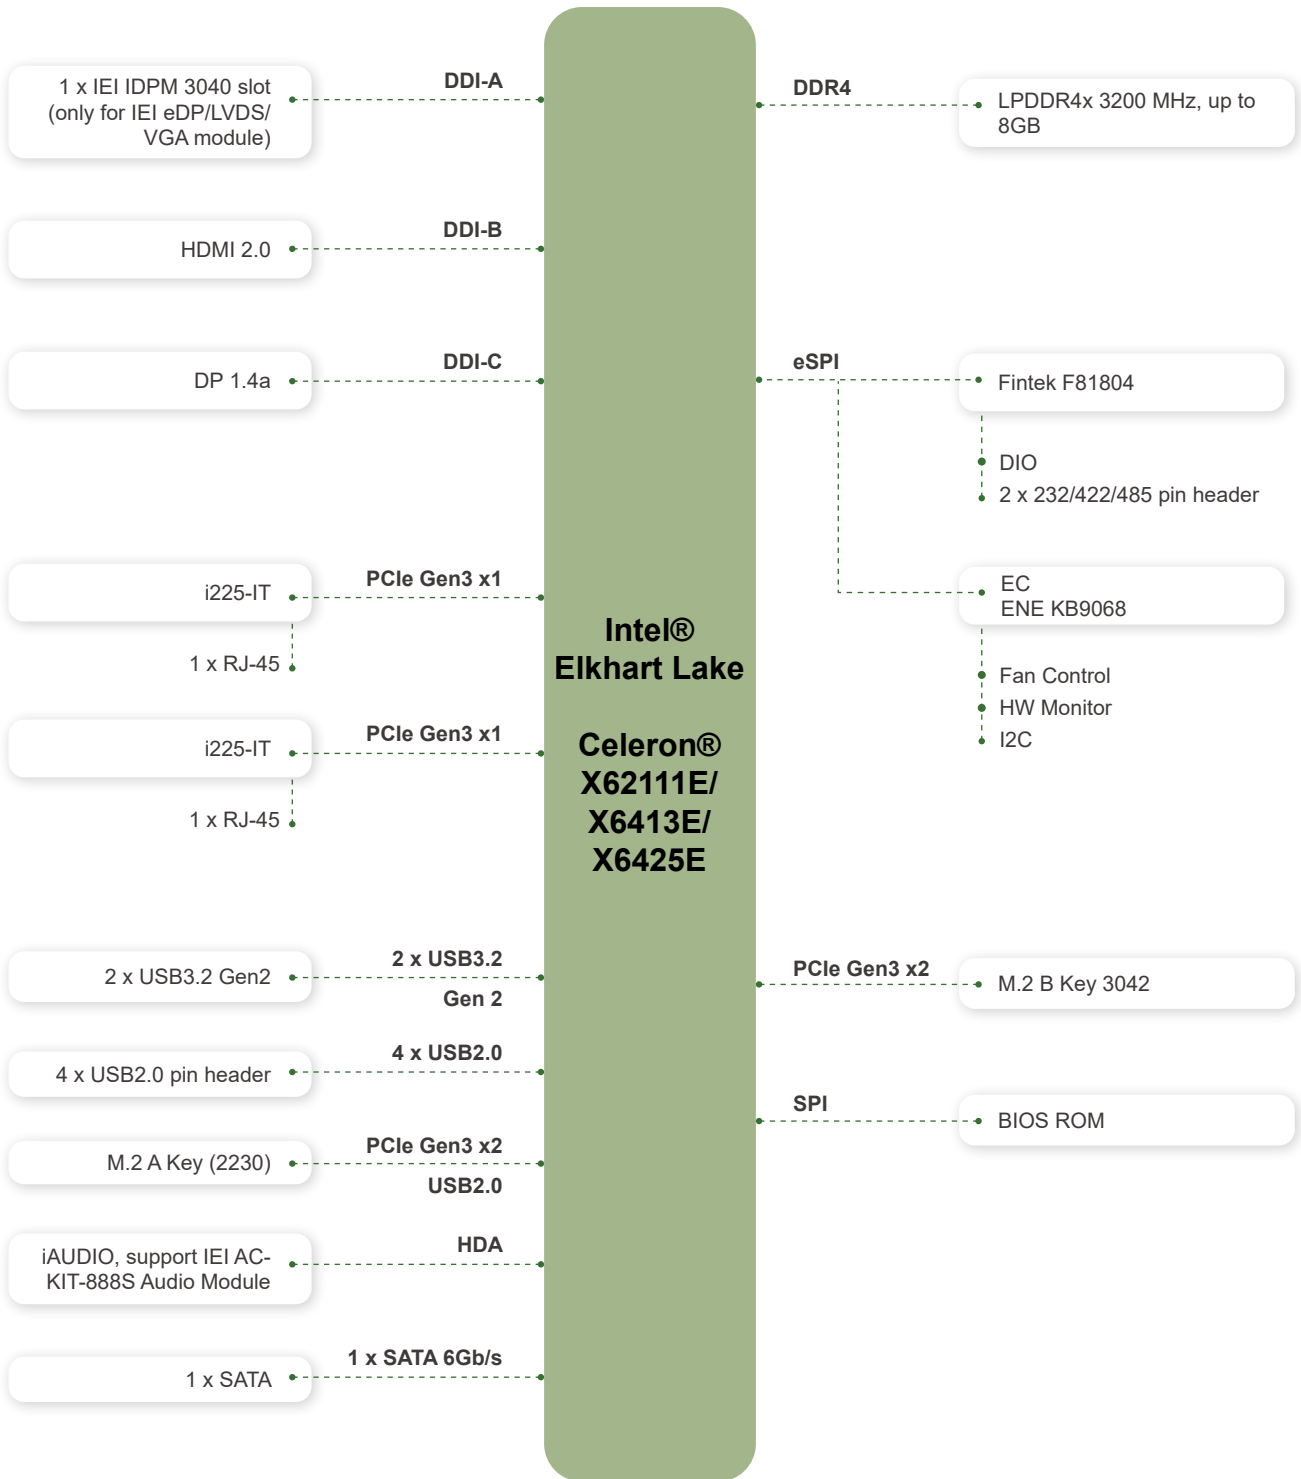 DDI-A
1 x IEI IDPM 3040 slot
(only for IEI eDP/LVDS/
VGA module)
DDI-B
HDMI 2.0
DDI-C
DP 1.4a
PCIe Gen3 x1
i225-IT
1 x RJ-45
PCIe Gen3 x1
i225-IT
1 x RJ-45
2 x USB3.2
Gen 2
2 x USB3.2 Gen2
4 x USB2.0
4 x USB2.0 pin header
PCIe Gen3 x2
USB2.0
M.2 A Key (2230)
HDA
iAUDIO, support IEI AC-
KIT-888S Audio Module
1 x SATA 6Gb/s
1 x SATA
Intel®
Elkhart Lake
Celeron®
X62111E/
X6413E/
X6425E
DDR4
LPDDR4x 3200 MHz, up to
8GB
eSPI
Fintek F81804
DIO
2 x 232/422/485 pin header
EC
ENE KB9068
Fan Control
HW Monitor
I2C
PCIe Gen3 x2
M.2 B Key 3042
SPI
BIOS ROM